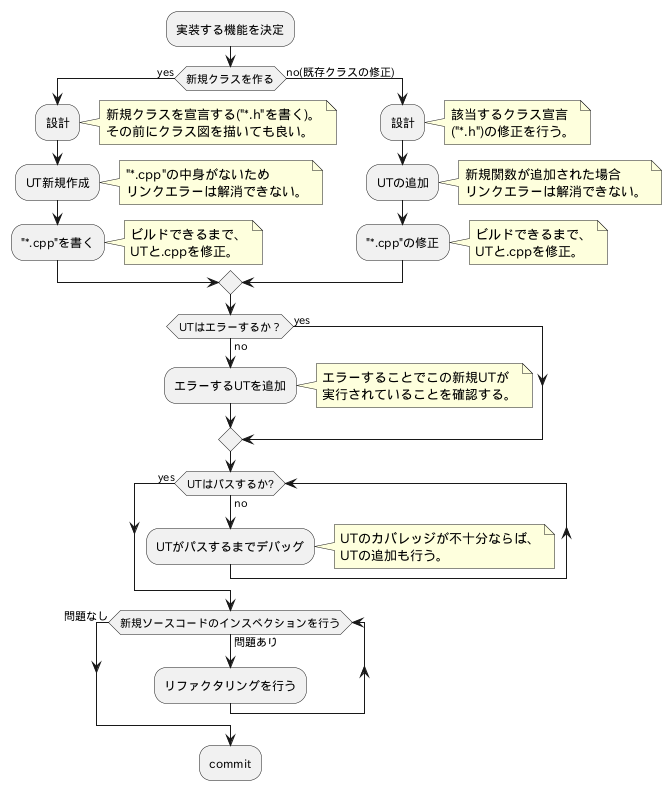 実装する機能を決定
新規クラスを作る
yes
no(既存クラスの修正)
設計
新規クラスを宣言する("*.h"を書く)。
その前にクラス図を描いても良い。
UT新規作成
"*.cpp"の中身がないため
リンクエラーは解消できない。
"*.cpp"を書く
ビルドできるまで、
UTと.cppを修正。
設計
該当するクラス宣言
("*.h")の修正を行う。
UTの追加
新規関数が追加された場合
リンクエラーは解消できない。
"*.cpp"の修正
ビルドできるまで、
UTと.cppを修正。
UTはエラーするか？
yes
no
エラーするUTを追加
エラーすることでこの新規UTが
実行されていることを確認する。
yes
UTはパスするか?
no
UTがパスするまでデバッグ
UTのカバレッジが不十分ならば、
UTの追加も行う。
問題なし
新規ソースコードのインスペクションを行う
問題あり
リファクタリングを行う
commit